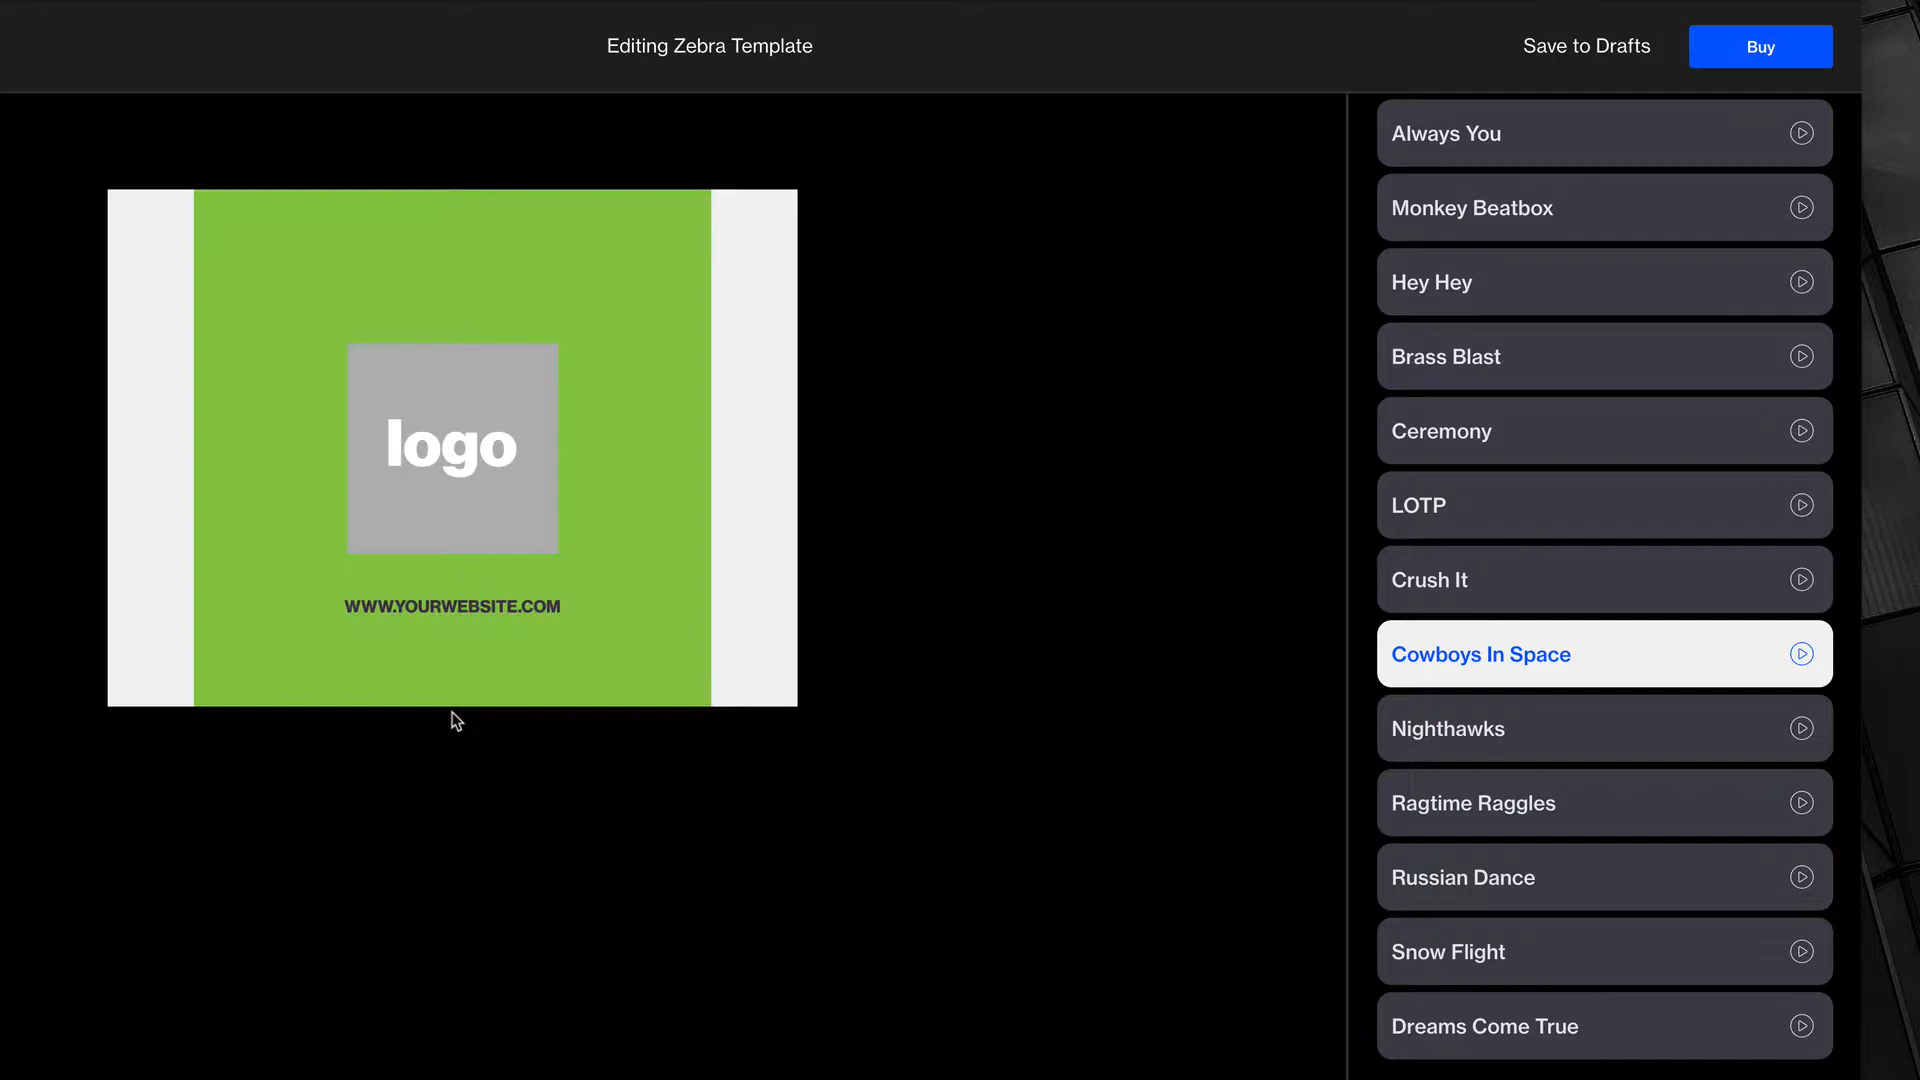 Editing Zebra Template
Save to Drafts
Buy
logo
WWW.YOURWEBSITE.COM
Always You
Monkey Beatbox
Hey Hey
Brass Blast
Ceremony
LOTP
Crush It
Cowboys In Space
Nighthawks
Ragtime Raggles
Russian Dance
Snow Flight
Dreams Come True